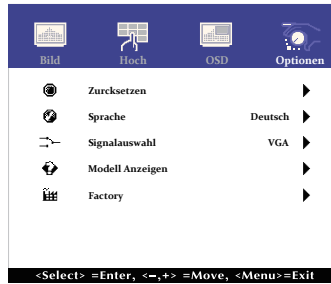 Bild Hoch OSD Optionen
Zurcksetzen
Sprache Deutsch
Signalauswahl VGA
Modell Anzeigen
Factory
<Select> =Enter, <–,+> =Move, <Menu>=Exit